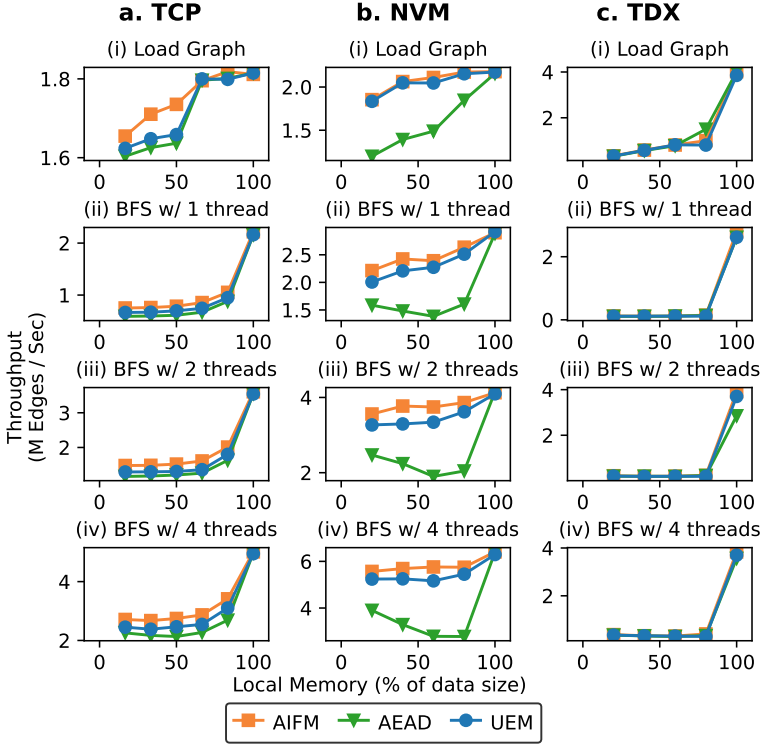 a. TCP
b. NVM
c. TDX
(i) Load Graph
(i) Load Graph
(i) Load Graph
1.8
1.6
0 50 100
2.0
1.5
0 50 100
4
2
0 50 100
(ii) BFS w/ 1 thread
(ii) BFS w/ 1 thread
(ii) BFS w/ 1 thread
2
1
0 50 100
2.5
2.0
1.5
0 50 100
2
0
0 50 100
(iii) BFS w/ 2 threads
(iii) BFS w/ 2 threads
(iii) BFS w/ 2 threads
3
2
0 50 100
4
2
0 50 100
4
2
0 50 100
(iv) BFS w/ 4 threads
(iv) BFS w/ 4 threads
(iv) BFS w/ 4 threads
4
2
0 50 100
6
4
0 50 100
4
2
0 50 100
Throughput
(M Edges / Sec)
Local Memory (% of data size)
AIFM AEAD UEM